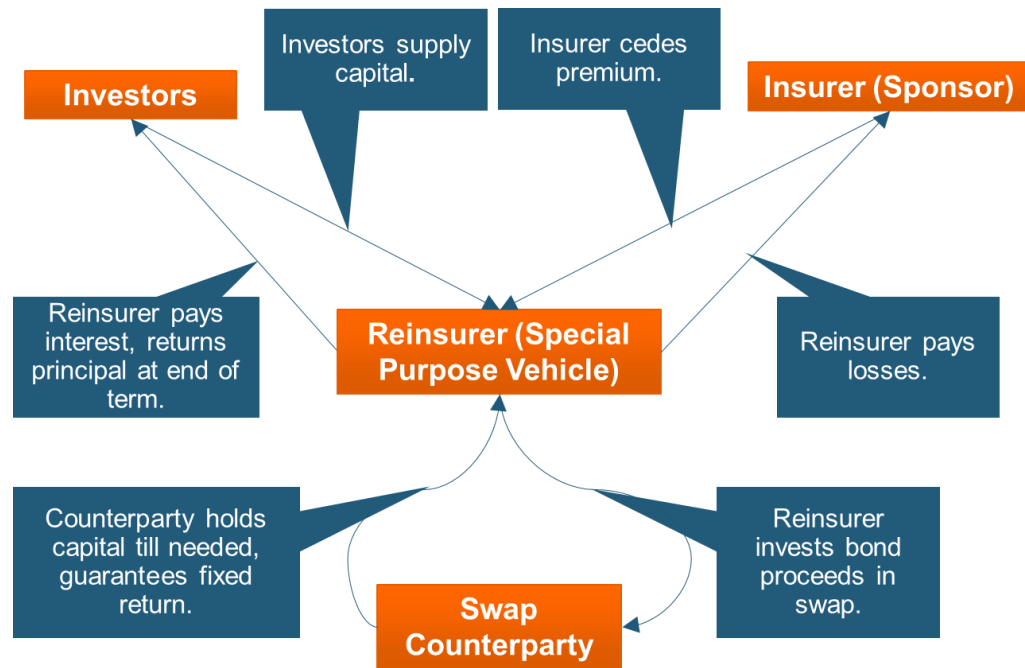 Investors supply
capital.
Insurer cedes
premium.
Investors
Insurer (Sponsor)
Reinsurer pays
interest, returns
principal at end of
term.
Reinsurer (Special
Purpose Vehicle)
Reinsurer pays
losses.
Counterparty holds
capital till needed,
guarantees fixed
return.
Reinsurer
invests bond
proceeds in
swap.
Swap
Counterparty